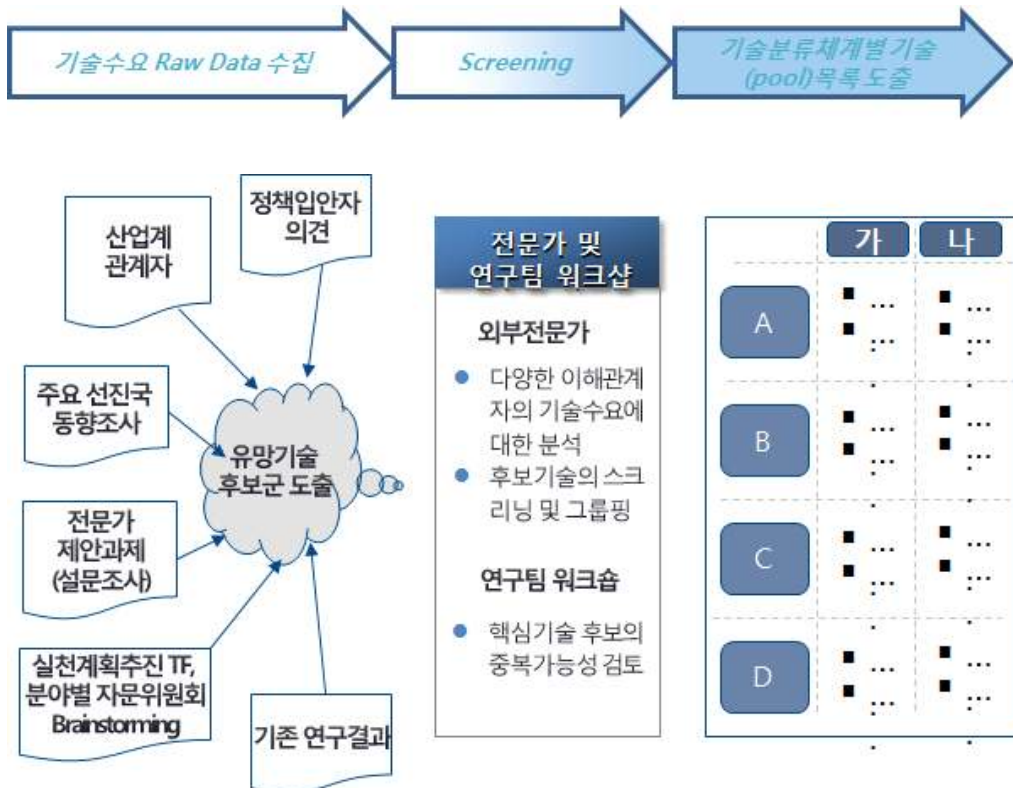 기술수요 Raw Data 수집
Screening
기술분류체계별 기술
(pool)목록 도출
산업계
관계자
정책입안자
의견
주요 선진국
동향조사
유망기술
후보군 도출
전문가
제안과제
(설문조사)
실천계획추진 TF,
분야별 자문위원회
Brainstorming
기존 연구결과
전문가 및
연구팀 워크샵
외부전문가
● 다양한 이해관계
자의 기술수요에
대한 분석
● 후보기술의 스크
리닝 및 그룹핑
연구팀 워크숍
● 핵심기술 후보의
중복가능성 검토
가 나
A
■ … ■ …
■ … ■ …
B
■ … ■ …
■ … ■ …
C
■ … ■ …
■ … ■ …
D
■ … ■ …
■ … ■ …